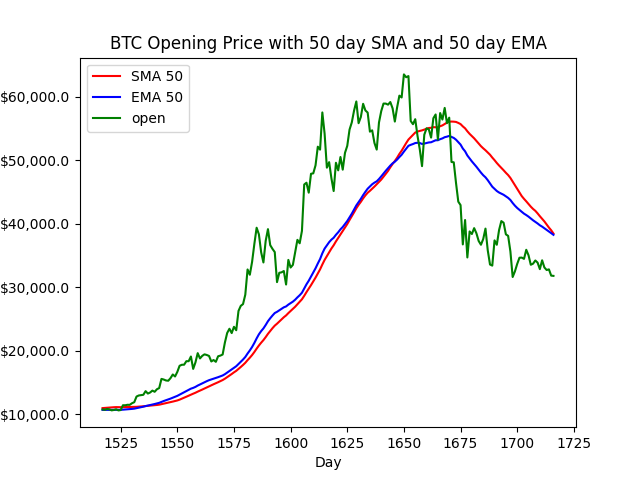 BTC Opening Price with 50 day SMA and 50 day EMA
SMA 50
EMA 50
open
$60,000.0
$50,000.0
$40,000.0
$30,000.0
$20,000.0
$10,000.0
1525 1550 1575 1600 1625 1650 1675 1700 1725
Day